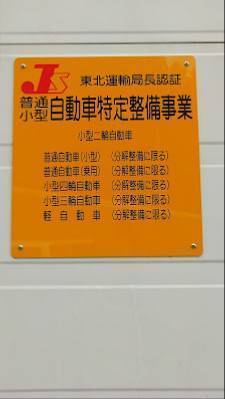 JS 東北運輸局長認証
普通
小型 自動車特定整備事業
小型二輪自動車
普通自動車(小型) (分解整備に限る)
普通自動車(乗用) (分解整備に限る)
小型四輪自動車 (分解整備に限る)
小型三輪自動車 (分解整備に限る)
軽自動車 (分解整備に限る)